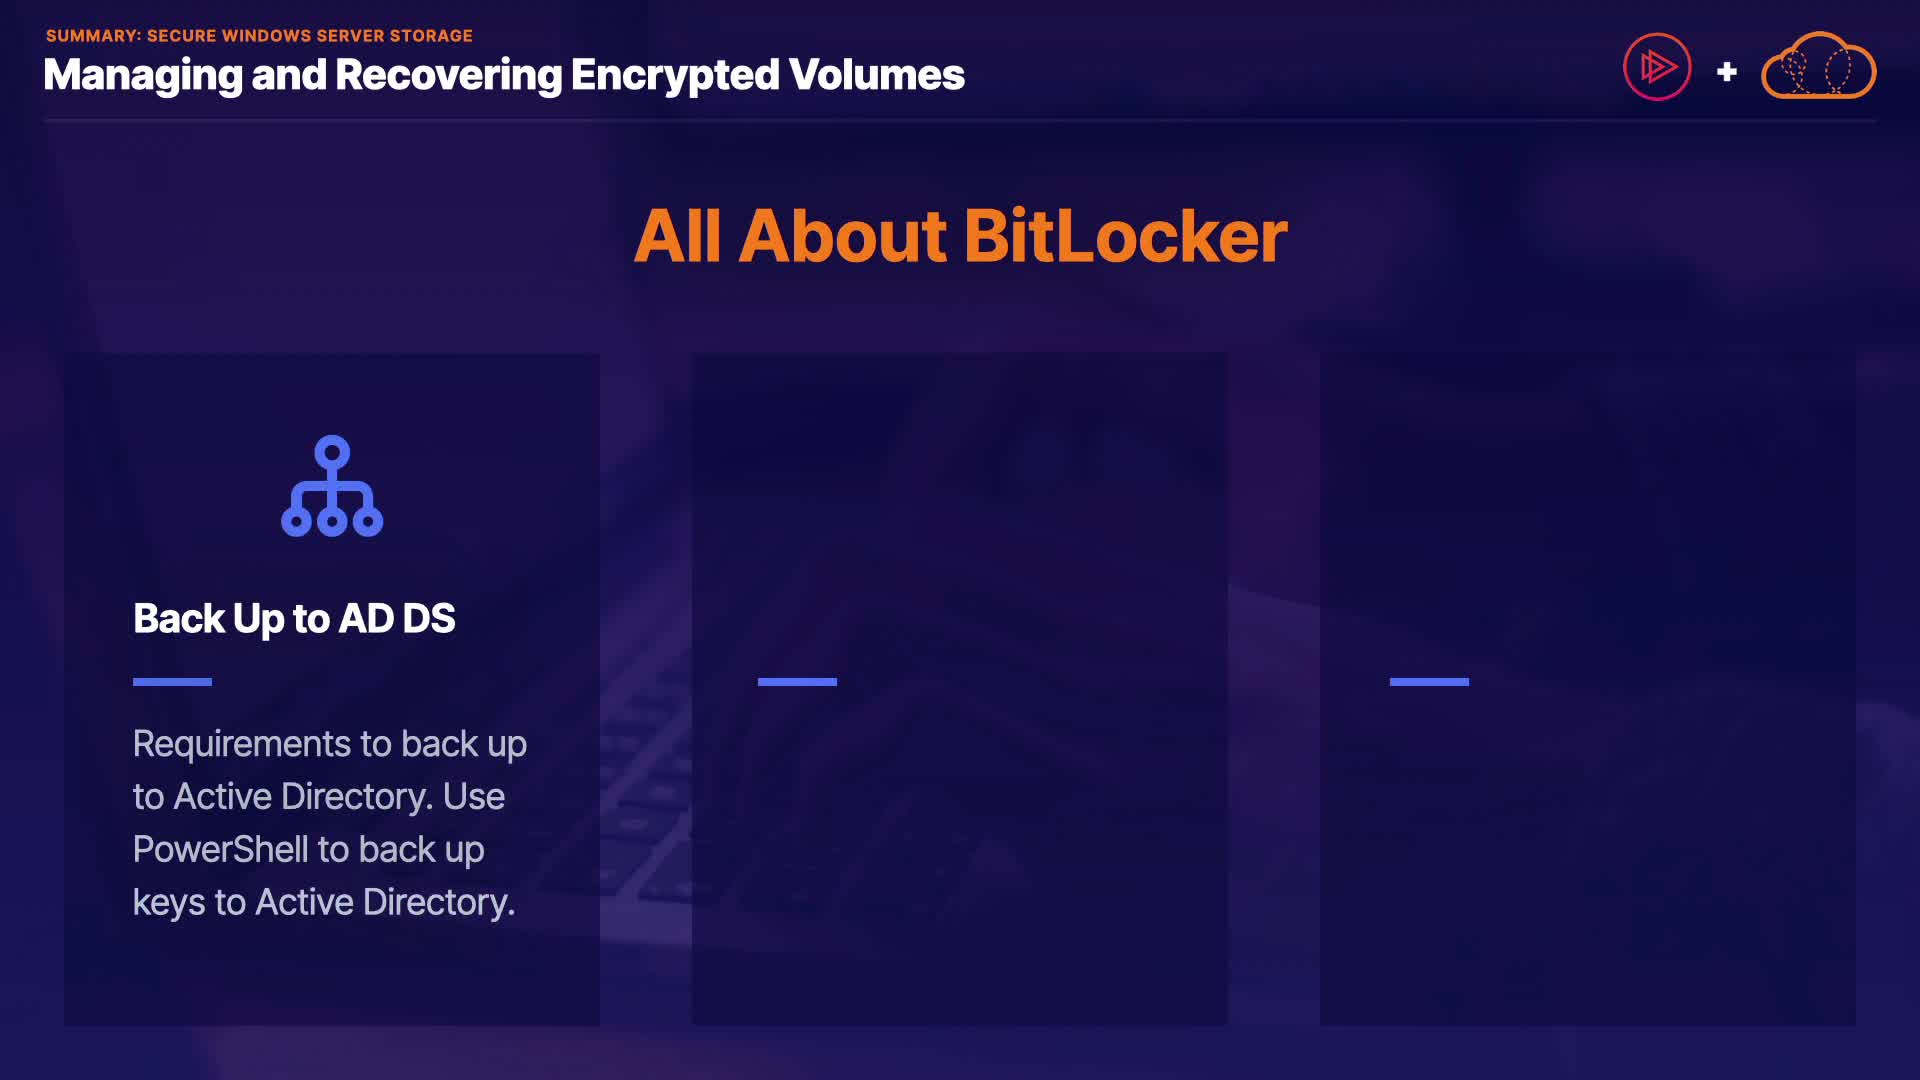 SUMMARY: SECURE WINDOWS SERVER STORAGE
Managing and Recovering Encrypted Volumes
All About BitLocker
Back Up to AD DS
Requirements to back up
to Active Directory. Use
PowerShell to back up
keys to Active Directory.